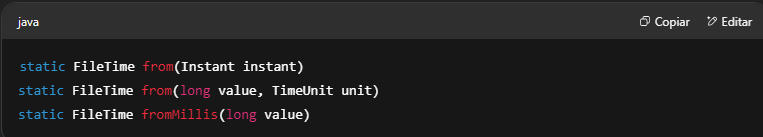 java Copiar Editar
static FileTime from(Instant instant)
static FileTime from(long value, TimeUnit unit)
static FileTime fromMillis(long value)